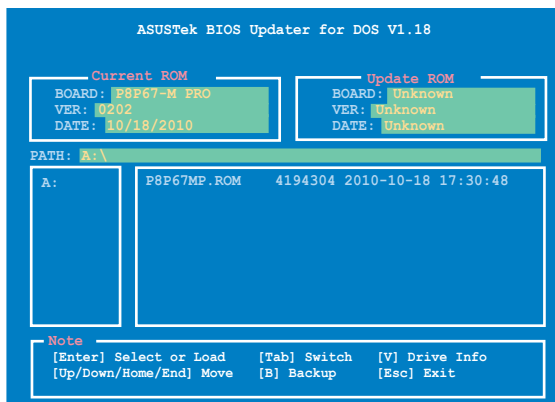 ASUSTek BIOS Updater for DOS V1.18
Current ROM
BOARD: P8P67-M PRO
VER: 0202
DATE: 10/18/2010
Update ROM
BOARD: Unknown
VER: Unknown
DATE: Unknown
PATH: A:\
A:
P8P67MP.ROM 4194304 2010-10-18 17:30:48
Note
[Enter] Select or Load [Tab] Switch [V] Drive Info
[Up/Down/Home/End] Move [B] Backup [Esc] Exit